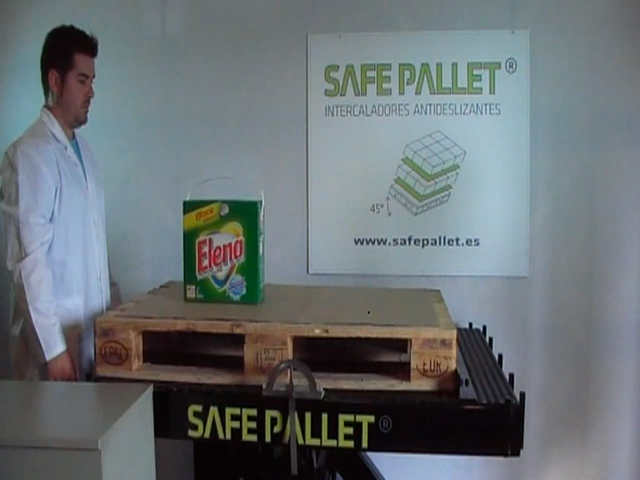 SAFE PALLET®
INTERCALADORES ANTIDESLIZANTES
45°
www.safepallet.es
Elena
EPAL
EUR
SAFE PALLET®